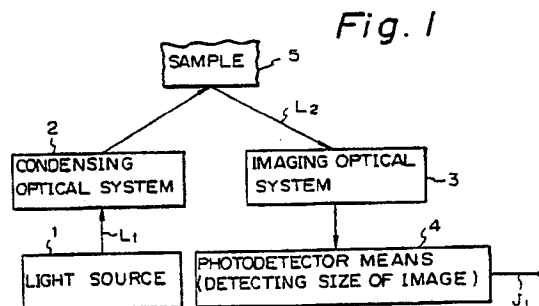 Fig. 1
SAMPLE
5
L2
2
CONDENSING
OPTICAL SYSTEM
IMAGING OPTICAL
SYSTEM
3
L1
1
LIGHT SOURCE
4
PHOTODETECTOR MEANS
(DETECTING SIZE OF IMAGE)
J1